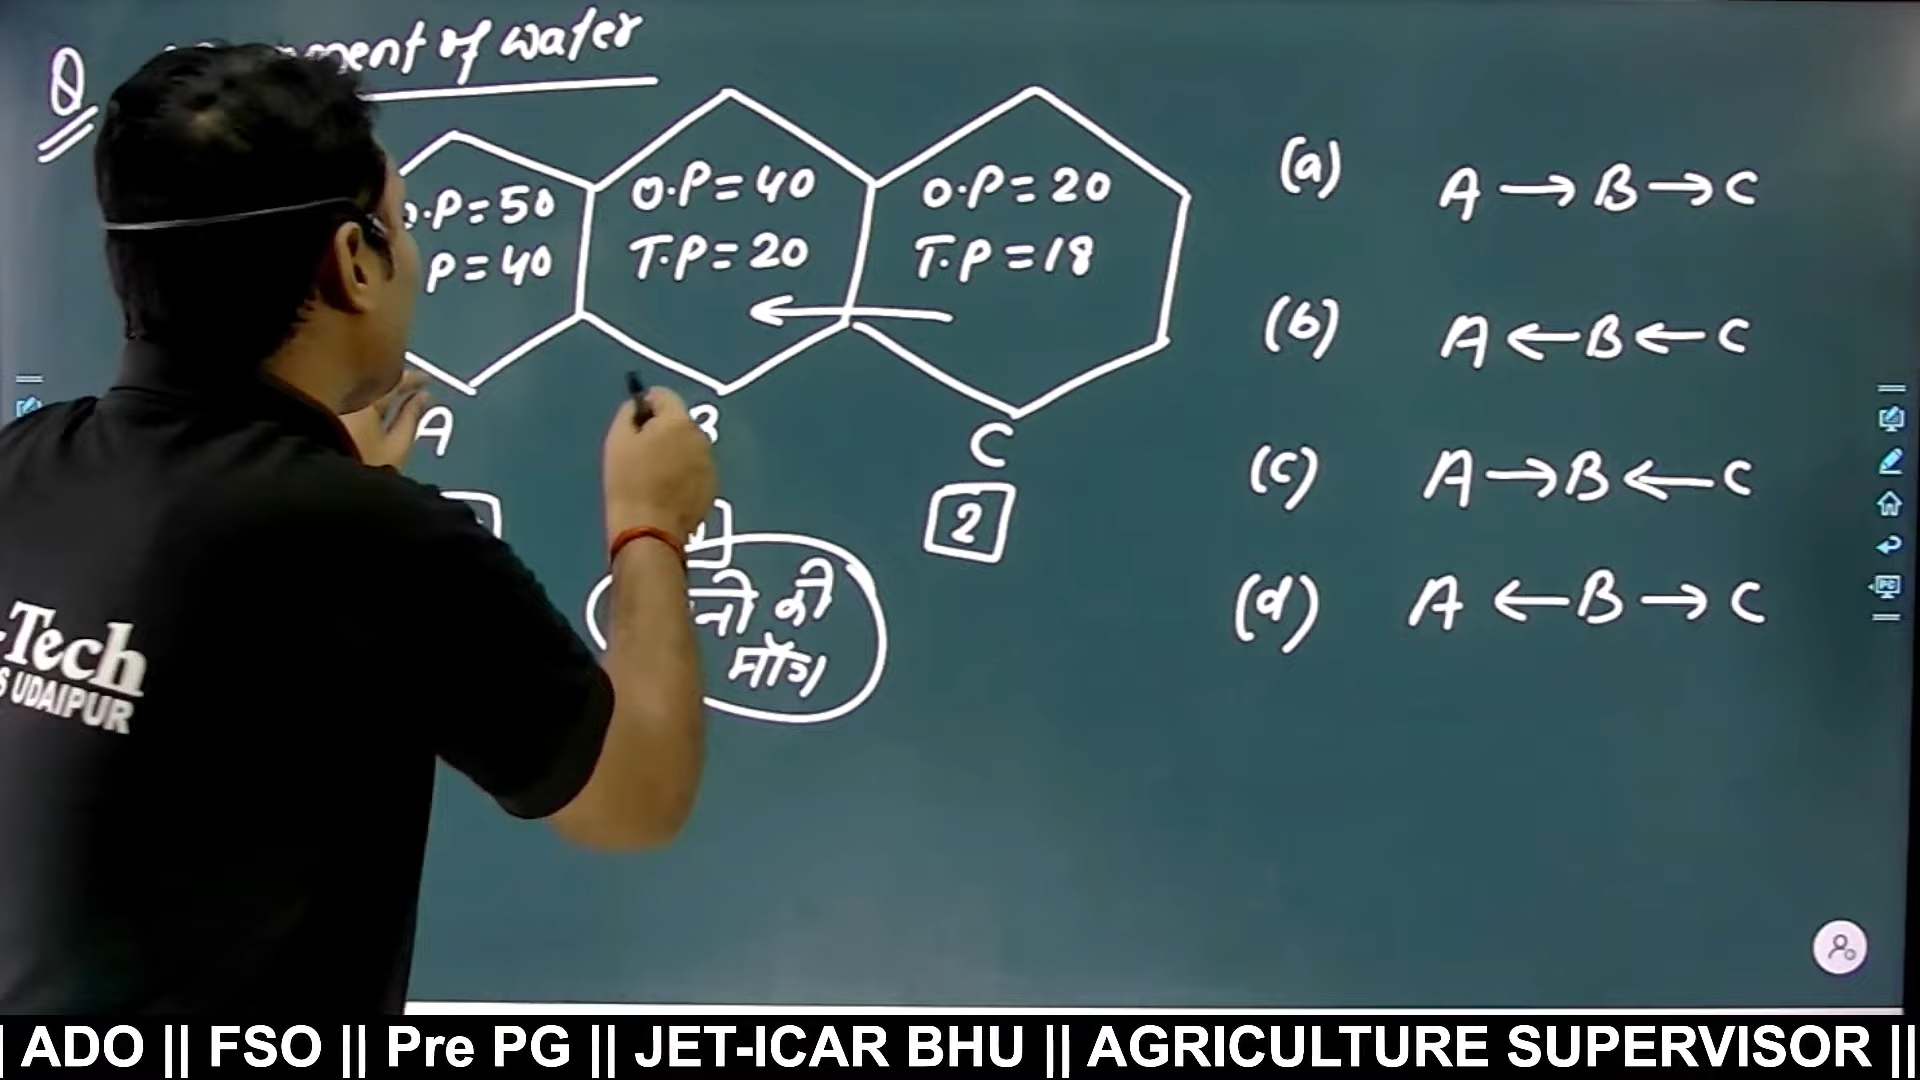 Q of water
.P=50
P=40
A
O.P=40
T.P=20
B
O.P=20
T.P=18
C
2
की
माँग
(a) A → B → C
(b) A ← B ← C
(c) A → B ← C
(d) A ← B → C
-Tech
S UDAIPUR
PC
| ADO || FSO || Pre PG || JET-ICAR BHU || AGRICULTURE SUPERVISOR ||